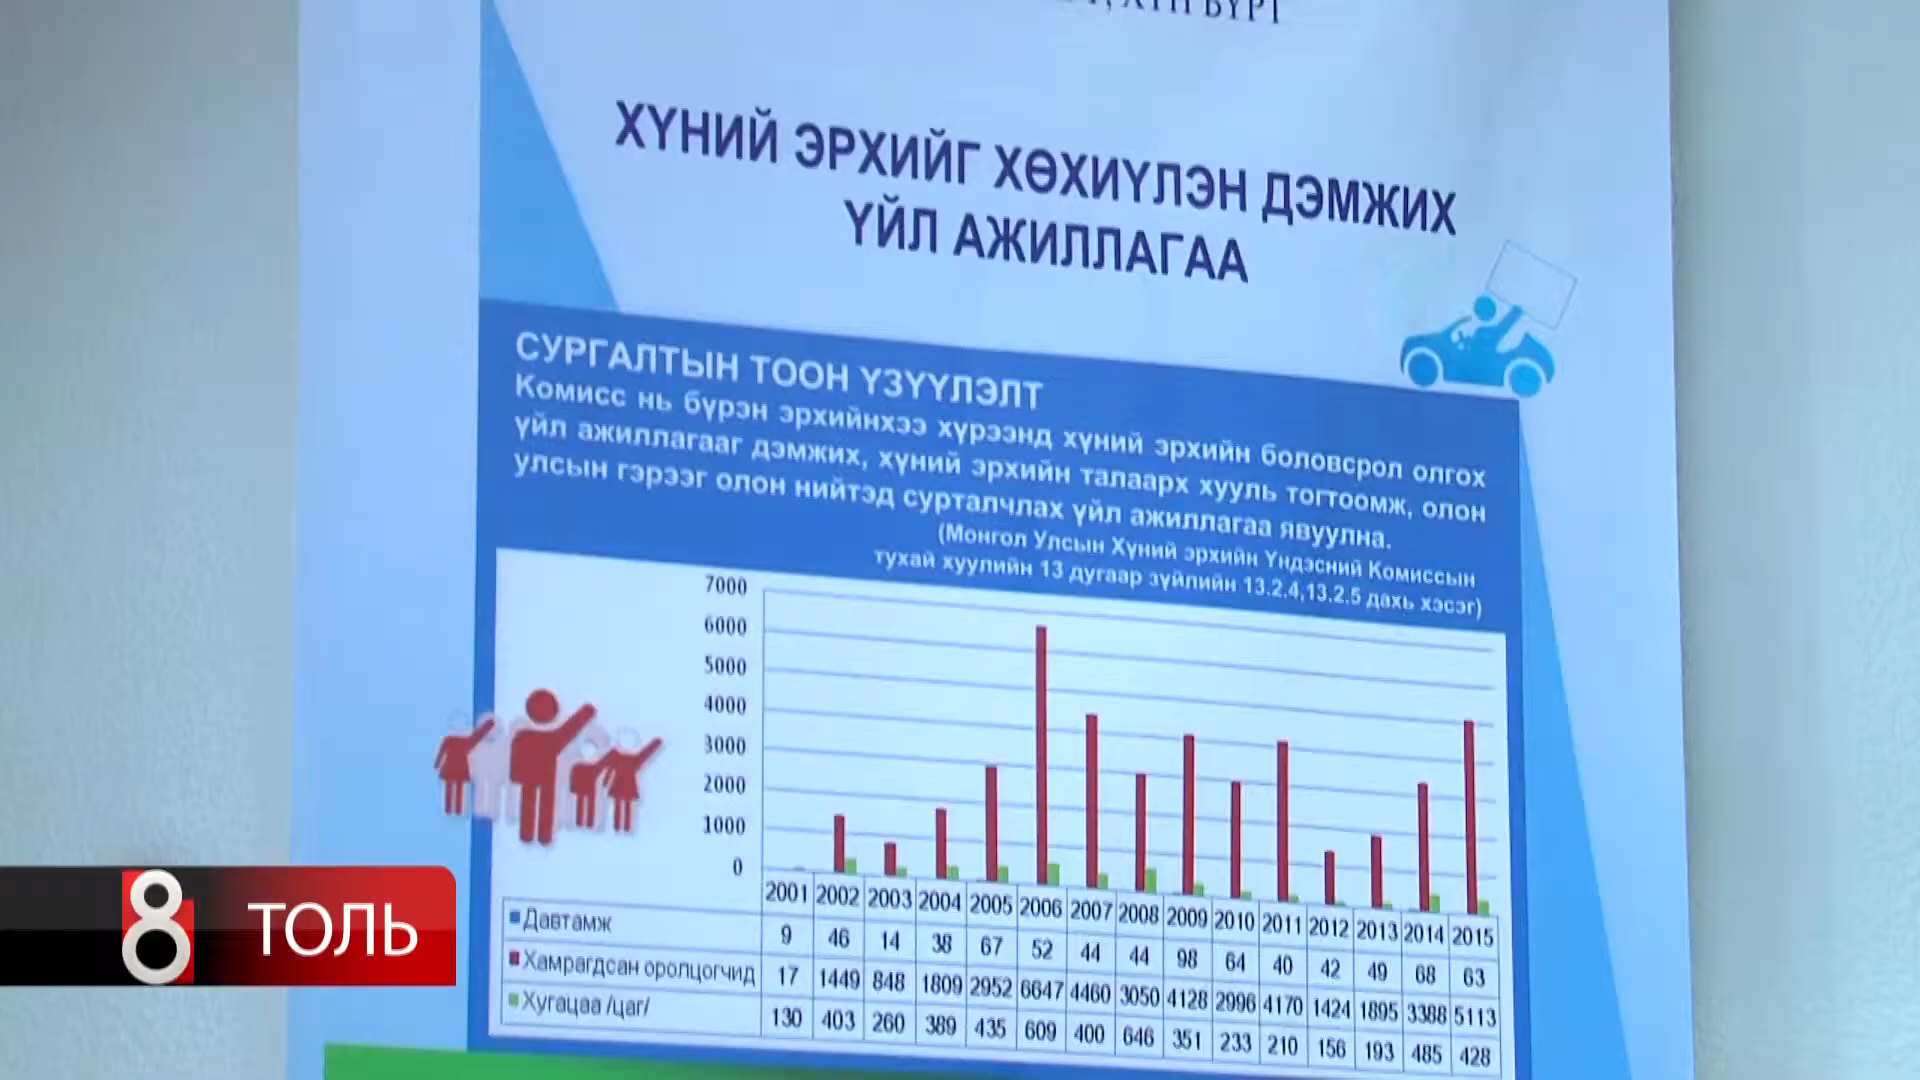 БҮРТ
ХҮНИЙ ЭРХИЙГ ХӨХИҮЛЭН ДЭМЖИХ
ҮЙЛ АЖИЛЛАГАА
СУРГАЛТЫН ТООН ҮЗҮҮЛЭЛТ
Комисс нь бүрэн эрхийнхээ хүрээнд хүний эрхийн боловсрол олгох
үйл ажиллагааг дэмжих, хүний эрхийн талаарх хууль тогтоомж, олон
улсын гэрээг олон нийтэд сурталчлах үйл ажиллагаа явуулна.
(Монгол Улсын Хүний эрхийн Үндэсний Комиссын
тухай хуулийн 13 дугаар зүйлийн 13.2.4,13.2.5 дахь хэсэг)
7000
6000
5000
4000
3000
2000
1000
0
2001 2002 2003 2004 2005 2006 2007 2008 2009 2010 2011 2012 2013 2014 2015
Давтамж 9 46 14 38 67 52 44 44 98 64 40 42 49 68 63
Хамрагдсан оролцогчид 17 1449 848 1809 2952 6647 4460 3050 4128 2996 4170 1424 1895 3388 5113
Хугацаа /цаг/ 130 403 260 389 435 609 400 646 351 233 210 156 193 485 428
8 ТОЛЬ